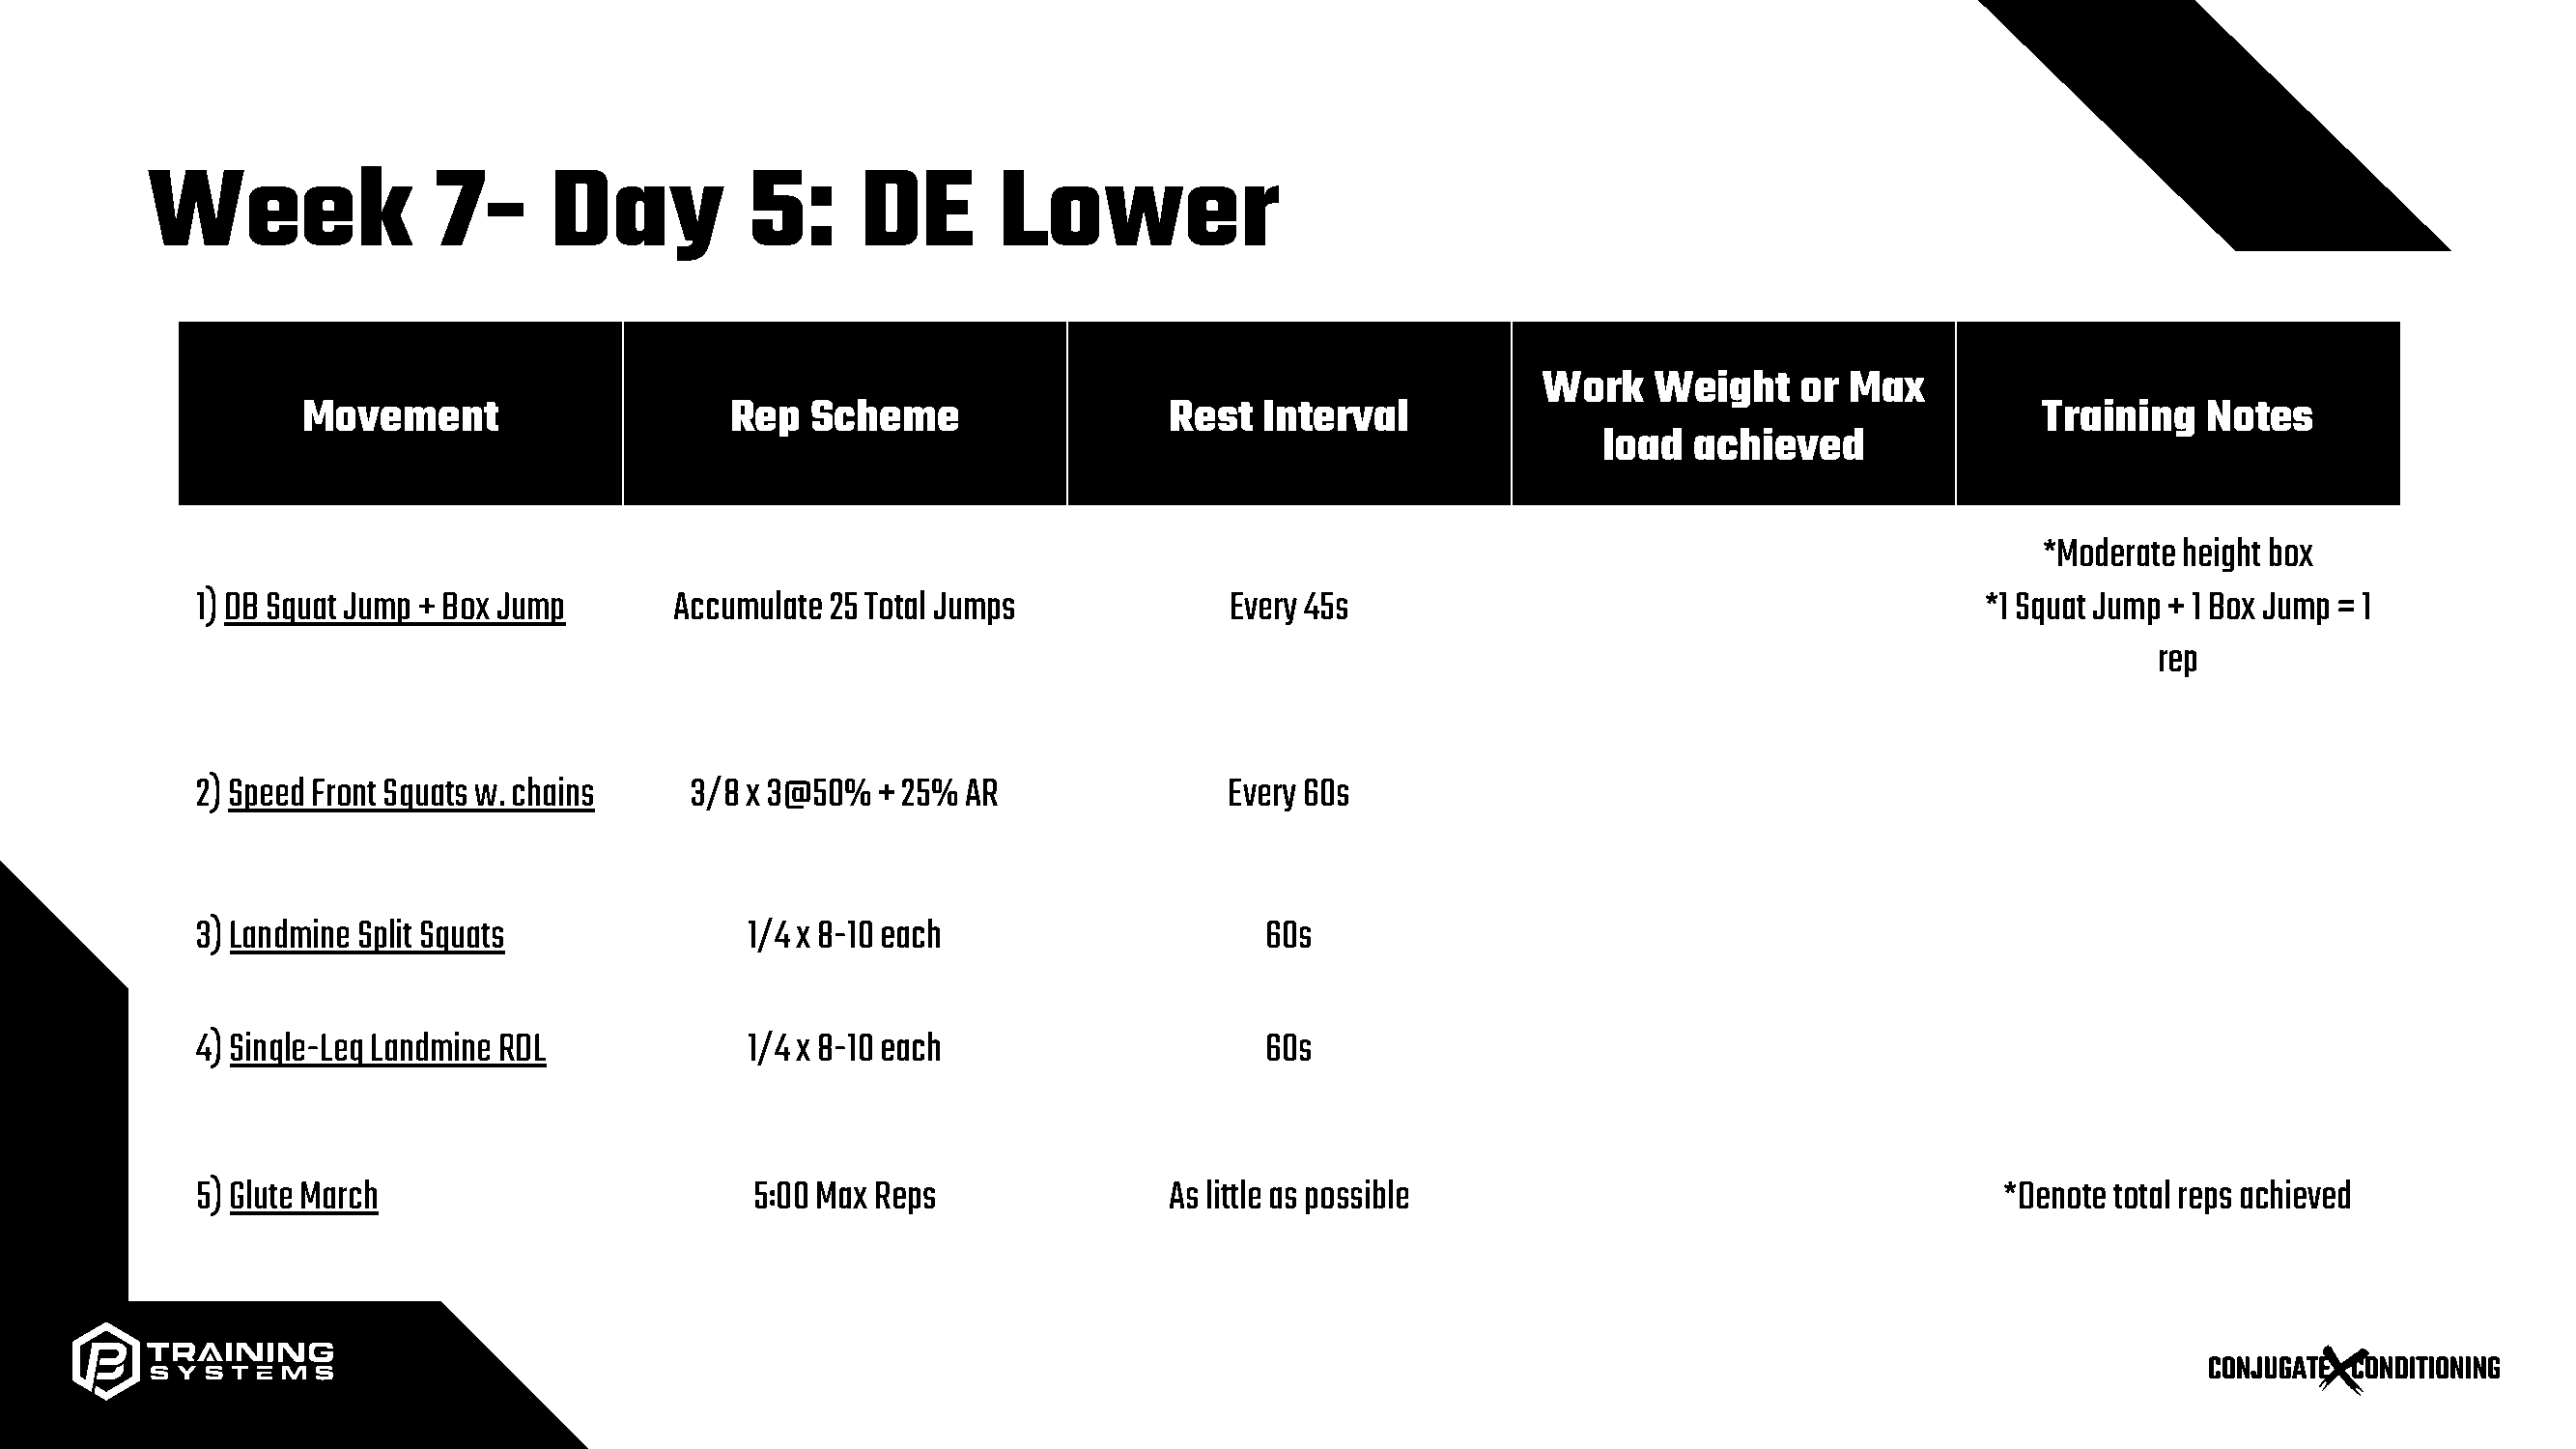 Week 7- Day 5: DE Lower
Movement
Rep Scheme
Rest Interval
Work Weight or Max
load achieved
Training Notes
1) DB Squat Jump + Box Jump
Accumulate 25 Total Jumps
Every 45s
*Moderate height box
*1 Squat Jump + 1 Box Jump = 1
rep
2) Speed Front Squats w. chains
3/8 x 3@50% + 25% AR
Every 60s
3) Landmine Split Squats
1/4 x 8-10 each
60s
4) Single-Leg Landmine RDL
1/4 x 8-10 each
60s
5) Glute March
5:00 Max Reps
As little as possible
*Denote total reps achieved
TRAINING
SYSTEMS
CONJUGATE X CONDITIONING